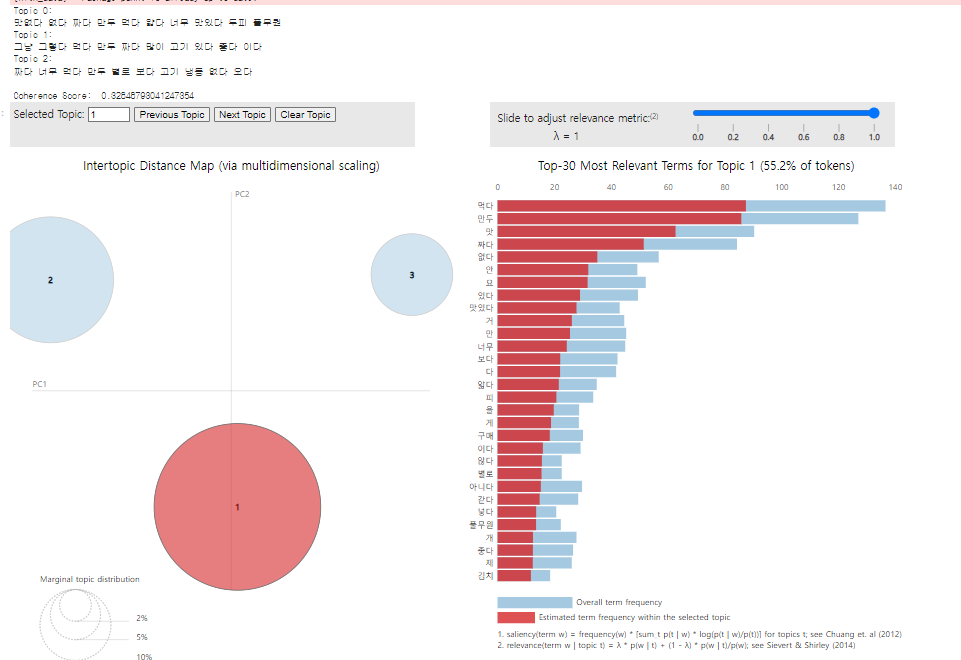 Topic 0:
맛없다 없다 짜다 만두 먹다 얇다 너무 맛있다 두피 풀무원
Topic 1:
그냥 그렇다 먹다 만두 짜다 많이 고기 있다 좋다 이다
Topic 2:
짜다 너무 먹다 만두 별로 보다 고기 냉동 없다 오다
Coherence Score: 0.32846793041247354
Selected Topic: 1 Previous Topic Next Topic Clear Topic
Slide to adjust relevance metric:(2)
λ = 1
0.0 0.2 0.4 0.6 0.8 1.0
Intertopic Distance Map (via multidimensional scaling)
PC2
PC1
2
3
1
Marginal topic distribution
2%
5%
10%
Top-30 Most Relevant Terms for Topic 1 (55.2% of tokens)
0 20 40 60 80 100 120 140
먹다
만두
맛
짜다
없다
안
요
있다
맛있다
거
만
너무
보다
다
얇다
피
을
게
구매
이다
않다
별로
아니다
같다
넣다
풀무원
개
좋다
제
김치
Overall term frequency
Estimated term frequency within the selected topic
1. saliency(term w) = frequency(w) * [sum_t p(t | w) * log(p(t | w)/p(t))] for topics t; see Chuang et. al (2012)
2. relevance(term w | topic t) = λ * p(w | t) + (1 - λ) * p(w | t)/p(w); see Sievert & Shirley (2014)